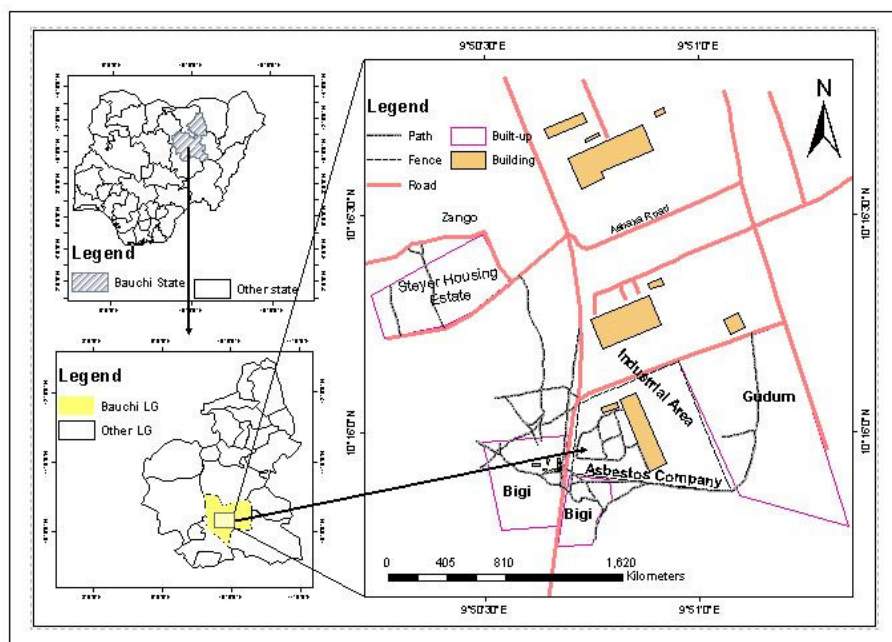 Legend
Bauchi State
Other state
Legend
Bauchi LG
Other LG
9°50'30"E
9°51'0"E
N
Legend
Path
Built-up
Fence
Building
Road
10°16'30"N
10°16'30"N
Zango
Road
Steyer Housing
Estate
Industrial Area
Gudum
10°16'0"N
10°16'0"N
Asbestos Company
Bigi
Bigi
0 405 810 1,620
Kilometers
9°50'30"E
9°51'0"E